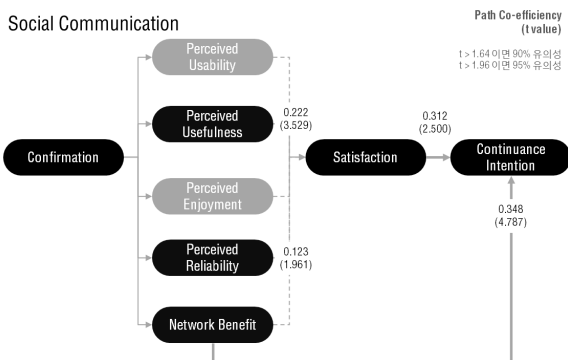 Social Communication
Path Co-efficiency
(t value)
t > 1.64 이면 90% 유의성
t > 1.96 이면 95% 유의성
Perceived
Usability
Perceived
Usefulness
0.222
(3.529)
0.312
(2.500)
Confirmation
Satisfaction
Continuance
Intention
Perceived
Enjoyment
0.348
(4.787)
Perceived
Reliability
0.123
(1.961)
Network Benefit